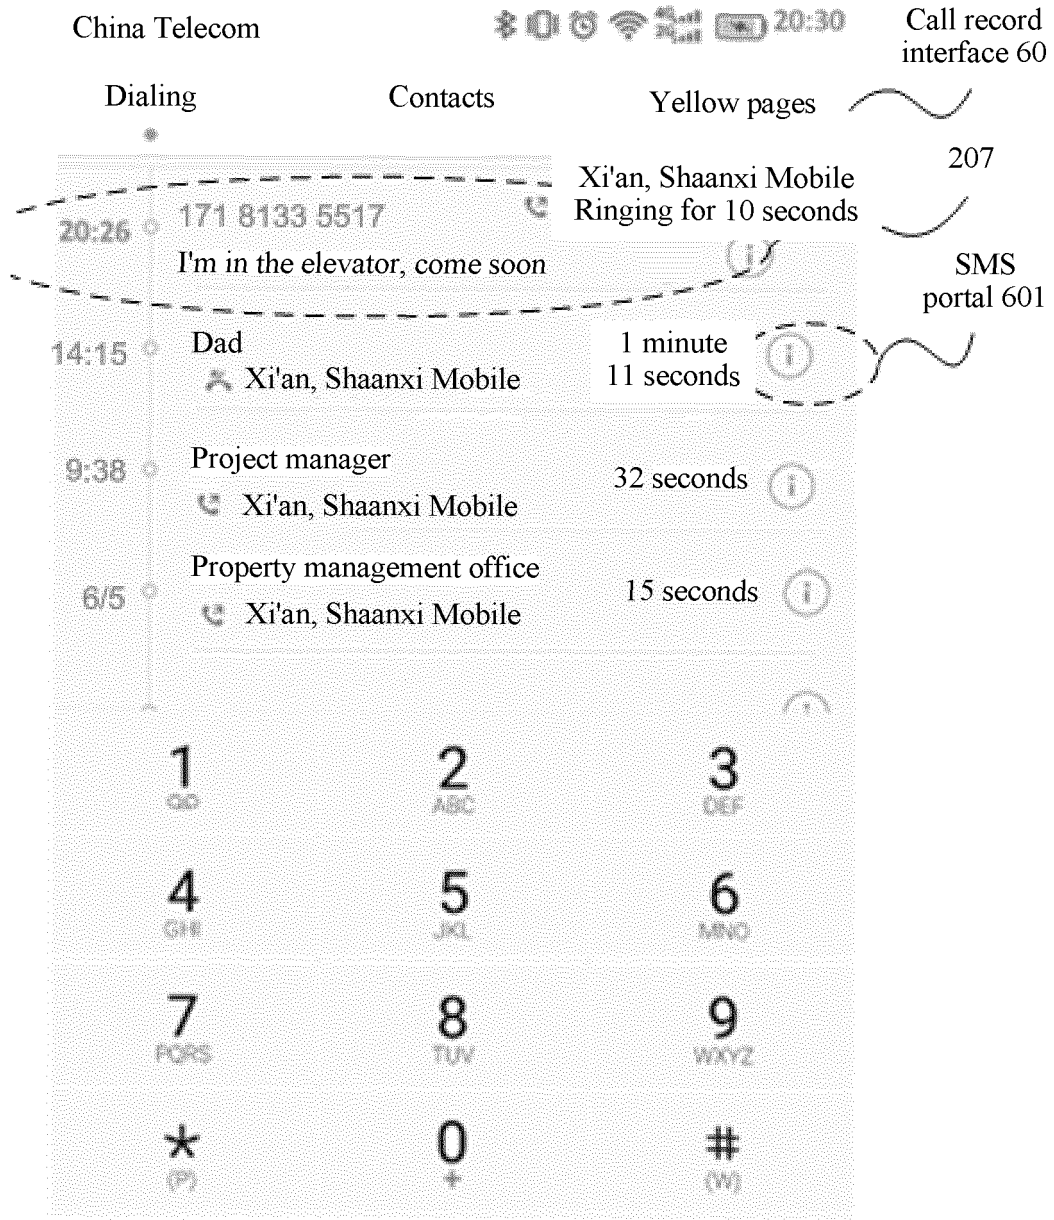 China Telecom
4G
2G
20:30
Call record
interface 60
Dialing
Contacts
Yellow pages
207
Xi'an, Shaanxi Mobile
Ringing for 10 seconds
20:26
171 8133 5517
I'm in the elevator, come soon
SMS
portal 601
14:15
Dad
Xi'an, Shaanxi Mobile
1 minute
11 seconds
9:38
Project manager
Xi'an, Shaanxi Mobile
32 seconds
6/5
Property management office
Xi'an, Shaanxi Mobile
15 seconds
1
2
ABC
3
DEF
4
GHI
5
JKL
6
MNO
7
PQRS
8
TUV
9
WXYZ
*
(P)
0
+
#
(W)